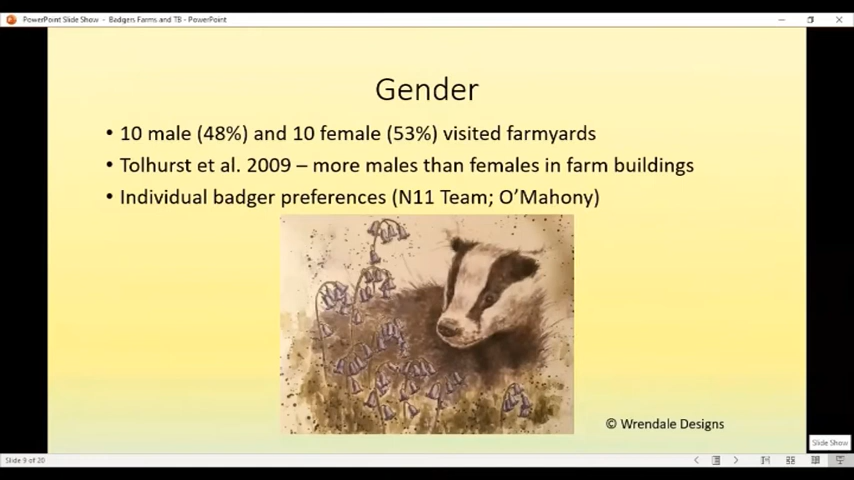 PowerPoint Slide Show - Badgers Farms and TB - PowerPoint
Gender
• 10 male (48%) and 10 female (53%) visited farmyards
• Tolhurst et al. 2009 – more males than females in farm buildings
• Individual badger preferences (N11 Team; O’Mahony)
© Wrendale Designs
Slide Show
Slide 9 of 20